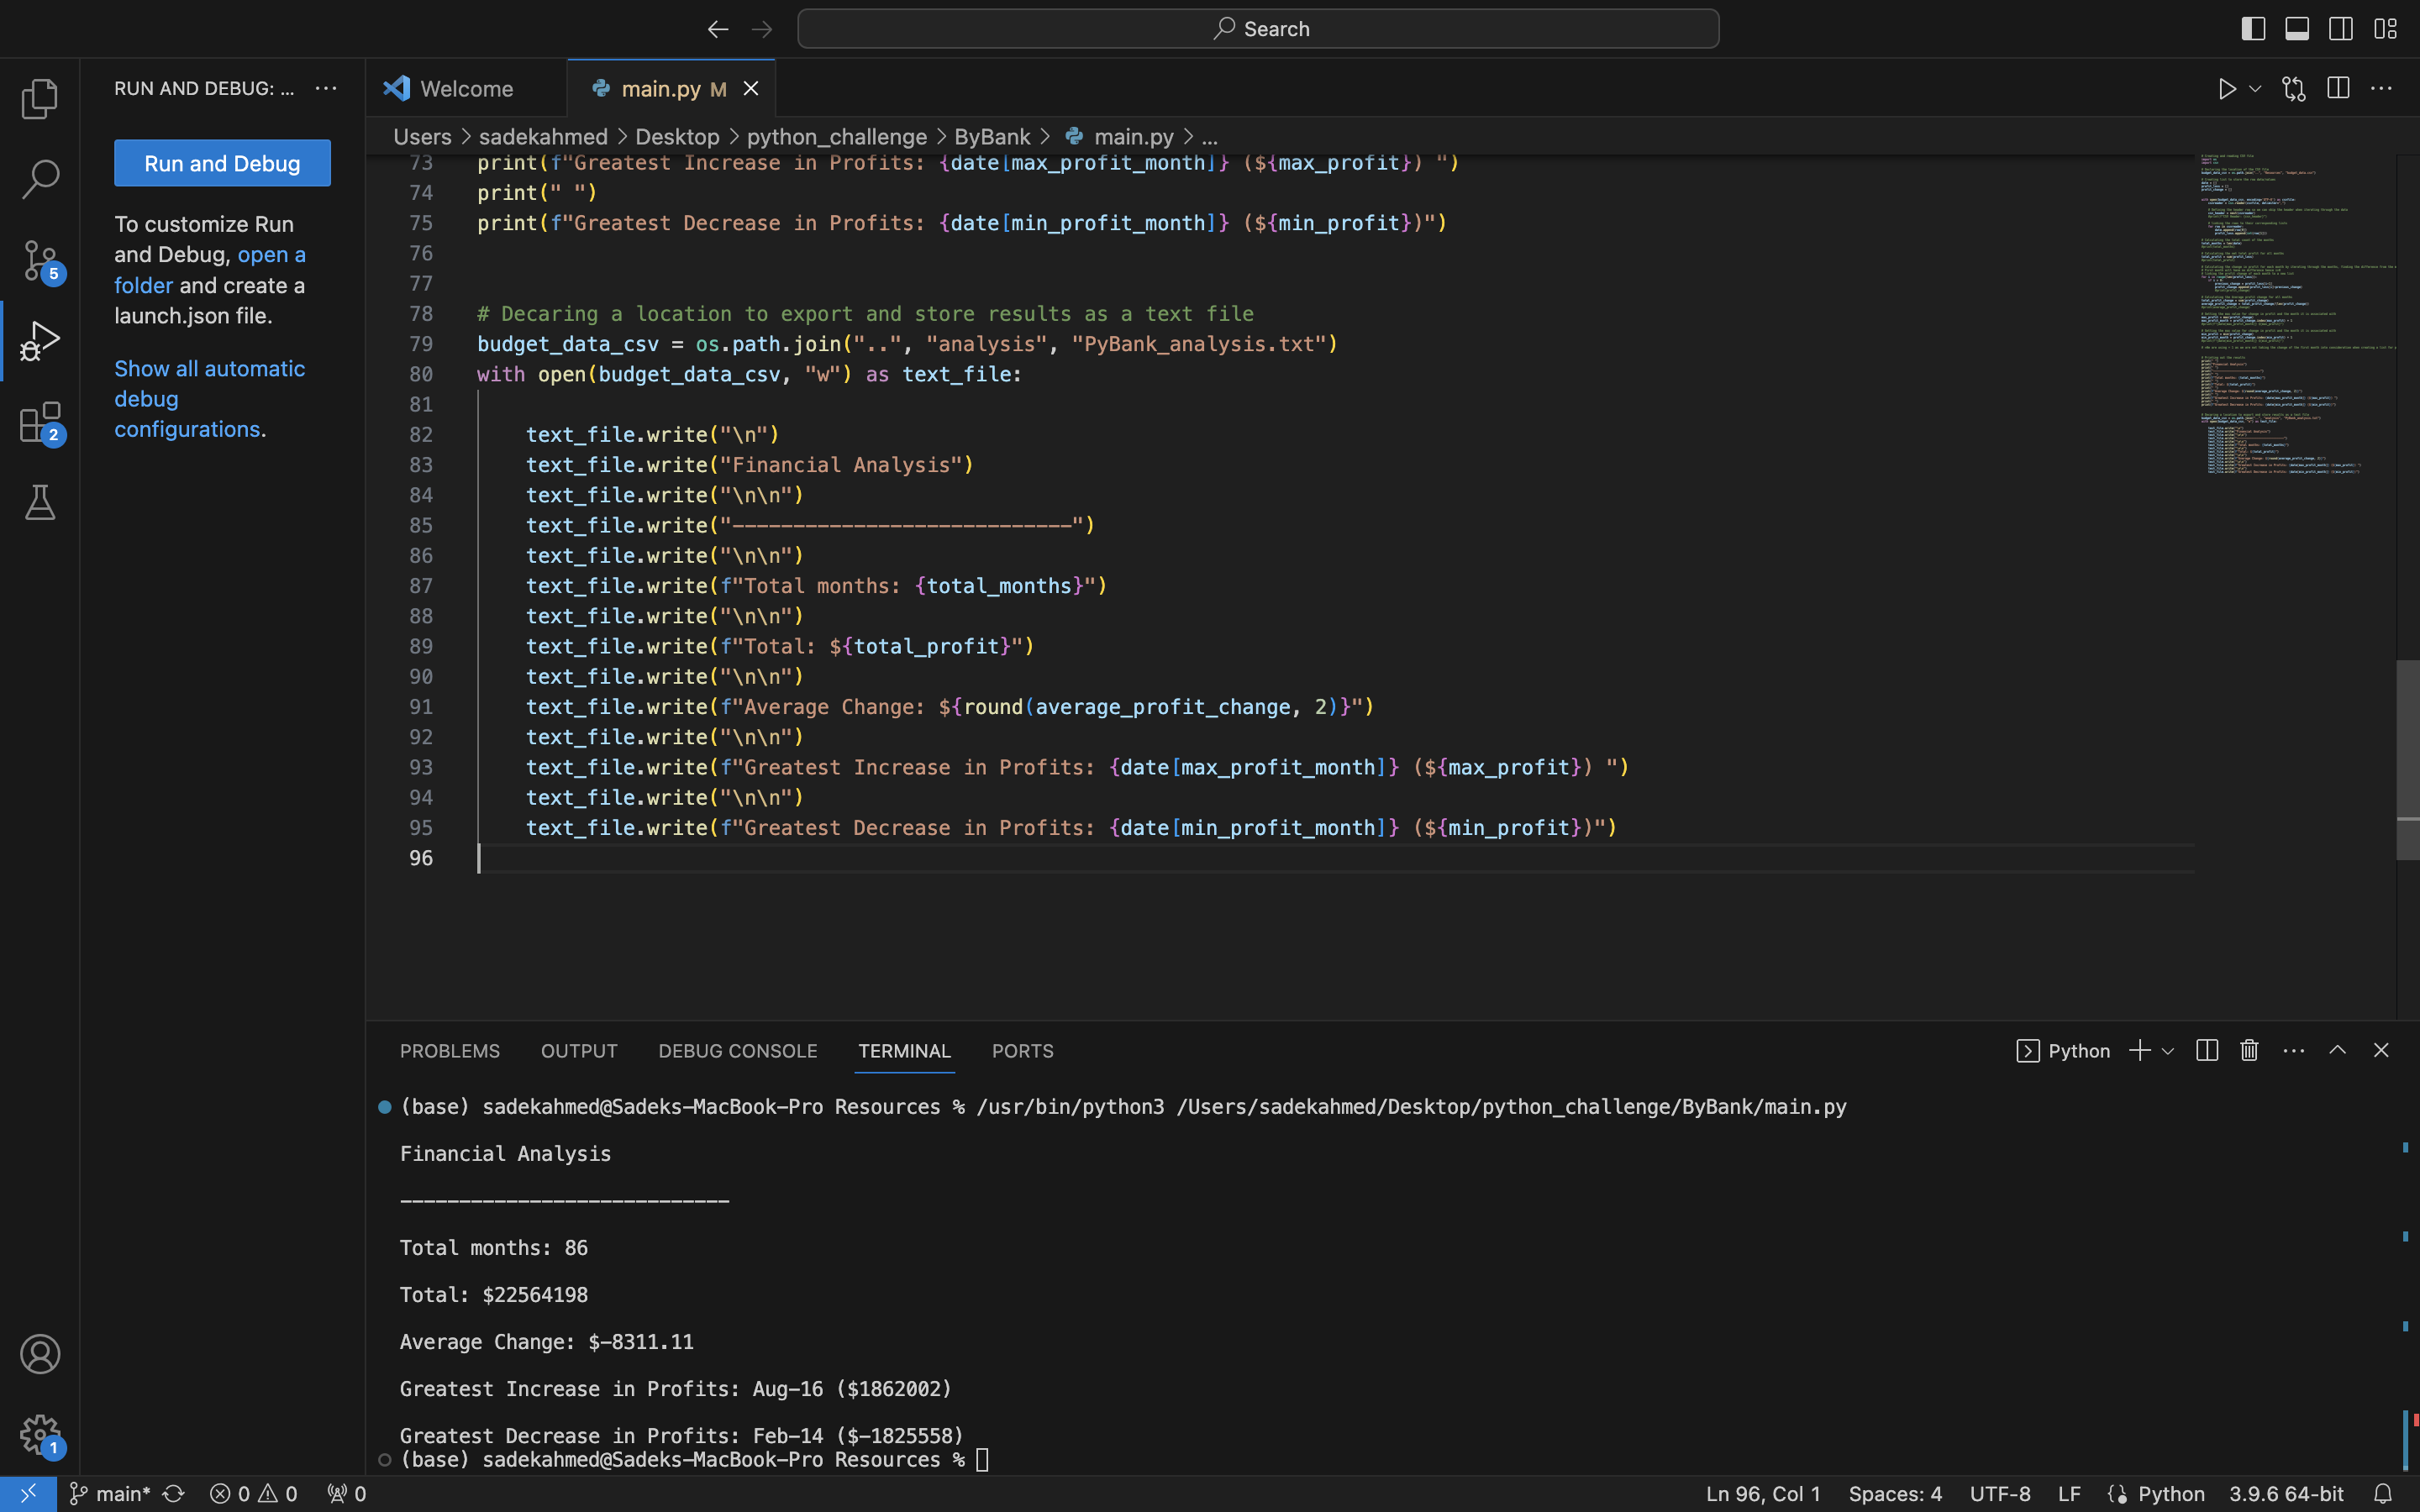 Search
RUN AND DEBUG: ... ···
Welcome
main.py M
Run and Debug
To customize Run
and Debug, open a
folder and create a
launch.json file.
Show all automatic
debug
configurations.
Users > sadekahmed > Desktop > python_challenge > ByBank > main.py > ...
73 print(f"Greatest Increase in Profits: {date[max_profit_month]} (${max_profit}) ")
74 print(" ")
75 print(f"Greatest Decrease in Profits: {date[min_profit_month]} (${min_profit})")
76
77
78 # Decaring a location to export and store results as a text file
79 budget_data_csv = os.path.join("..", "analysis", "PyBank_analysis.txt")
80 with open(budget_data_csv, "w") as text_file:
81
82 text_file.write("\n")
83 text_file.write("Financial Analysis")
84 text_file.write("\n\n")
85 text_file.write("----------------------------")
86 text_file.write("\n\n")
87 text_file.write(f"Total months: {total_months}")
88 text_file.write("\n\n")
89 text_file.write(f"Total: ${total_profit}")
90 text_file.write("\n\n")
91 text_file.write(f"Average Change: ${round(average_profit_change, 2)}")
92 text_file.write("\n\n")
93 text_file.write(f"Greatest Increase in Profits: {date[max_profit_month]} (${max_profit}) ")
94 text_file.write("\n\n")
95 text_file.write(f"Greatest Decrease in Profits: {date[min_profit_month]} (${min_profit})")
96
PROBLEMS OUTPUT DEBUG CONSOLE TERMINAL PORTS
Python
(base) sadekahmed@Sadeks-MacBook-Pro Resources % /usr/bin/python3 /Users/sadekahmed/Desktop/python_challenge/ByBank/main.py
Financial Analysis
----------------------------
Total months: 86
Total: $22564198
Average Change: $-8311.11
Greatest Increase in Profits: Aug-16 ($1862002)
Greatest Decrease in Profits: Feb-14 ($-1825558)
(base) sadekahmed@Sadeks-MacBook-Pro Resources %
5
2
1
main* 0 0 0
Ln 96, Col 1 Spaces: 4 UTF-8 LF Python 3.9.6 64-bit